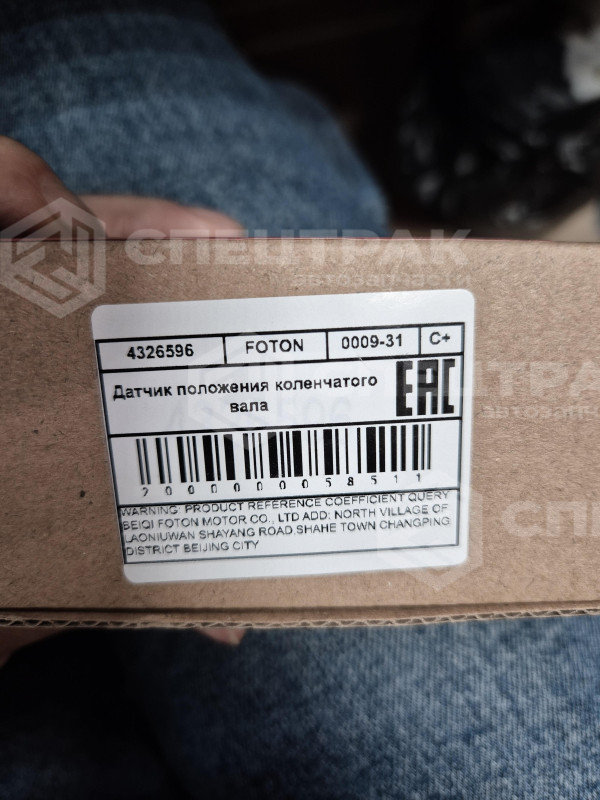 СПЕЦТРАК
автозапчасти
4326596 FOTON 0009-31 C+
Датчик положения коленчатого
вала
EAC
2000000058511
WARNING: PRODUCT REFERENCE COEFFICIENT QUERY
BEIQI FOTON MOTOR CO., LTD ADD: NORTH VILLAGE OF
LAONIUWAN SHAYANG ROAD.SHAHE TOWN CHANGPING
DISTRICT BEIJING CITY